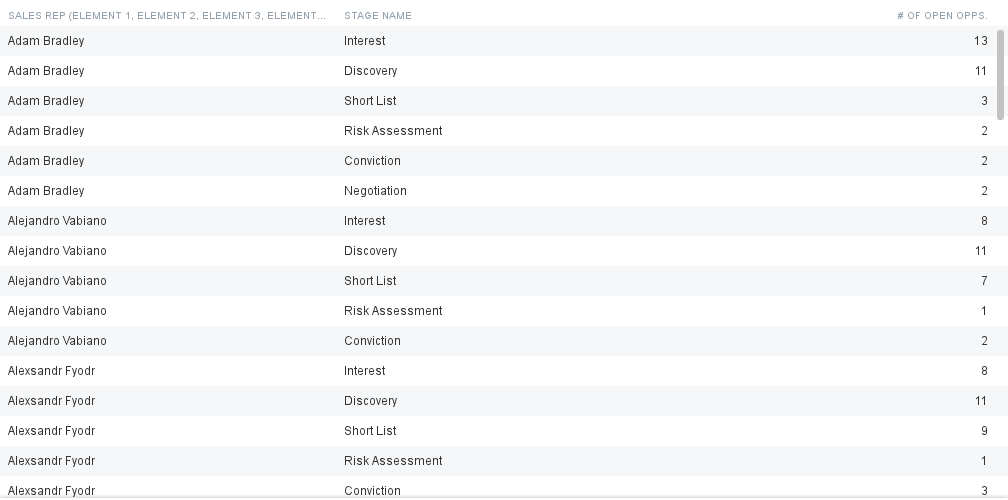 SALES REP (ELEMENT 1, ELEMENT 2, ELEMENT 3, ELEMENT... STAGE NAME # OF OPEN OPPS.
Adam Bradley Interest 13
Adam Bradley Discovery 11
Adam Bradley Short List 3
Adam Bradley Risk Assessment 2
Adam Bradley Conviction 2
Adam Bradley Negotiation 2
Alejandro Vabiano Interest 8
Alejandro Vabiano Discovery 11
Alejandro Vabiano Short List 7
Alejandro Vabiano Risk Assessment 1
Alejandro Vabiano Conviction 2
Alexsandr Fyodr Interest 8
Alexsandr Fyodr Discovery 11
Alexsandr Fyodr Short List 9
Alexsandr Fyodr Risk Assessment 1
Alexsandr Fyodr Conviction 3